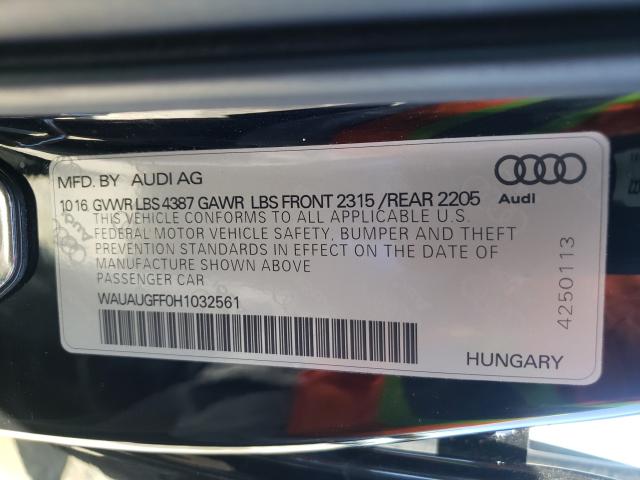 MFD. BY AUDI AG
1016 GVWR LBS 4387 GAWR LBS FRONT 2315 /REAR 2205
THIS VEHICLE CONFORMS TO ALL APPLICABLE U.S.
FEDERAL MOTOR VEHICLE SAFETY, BUMPER AND THEFT
PREVENTION STANDARDS IN EFFECT ON THE DATE OF
MANUFACTURE SHOWN ABOVE
PASSENGER CAR
WAUAUGFF0H1032561
HUNGARY
Audi
4250113